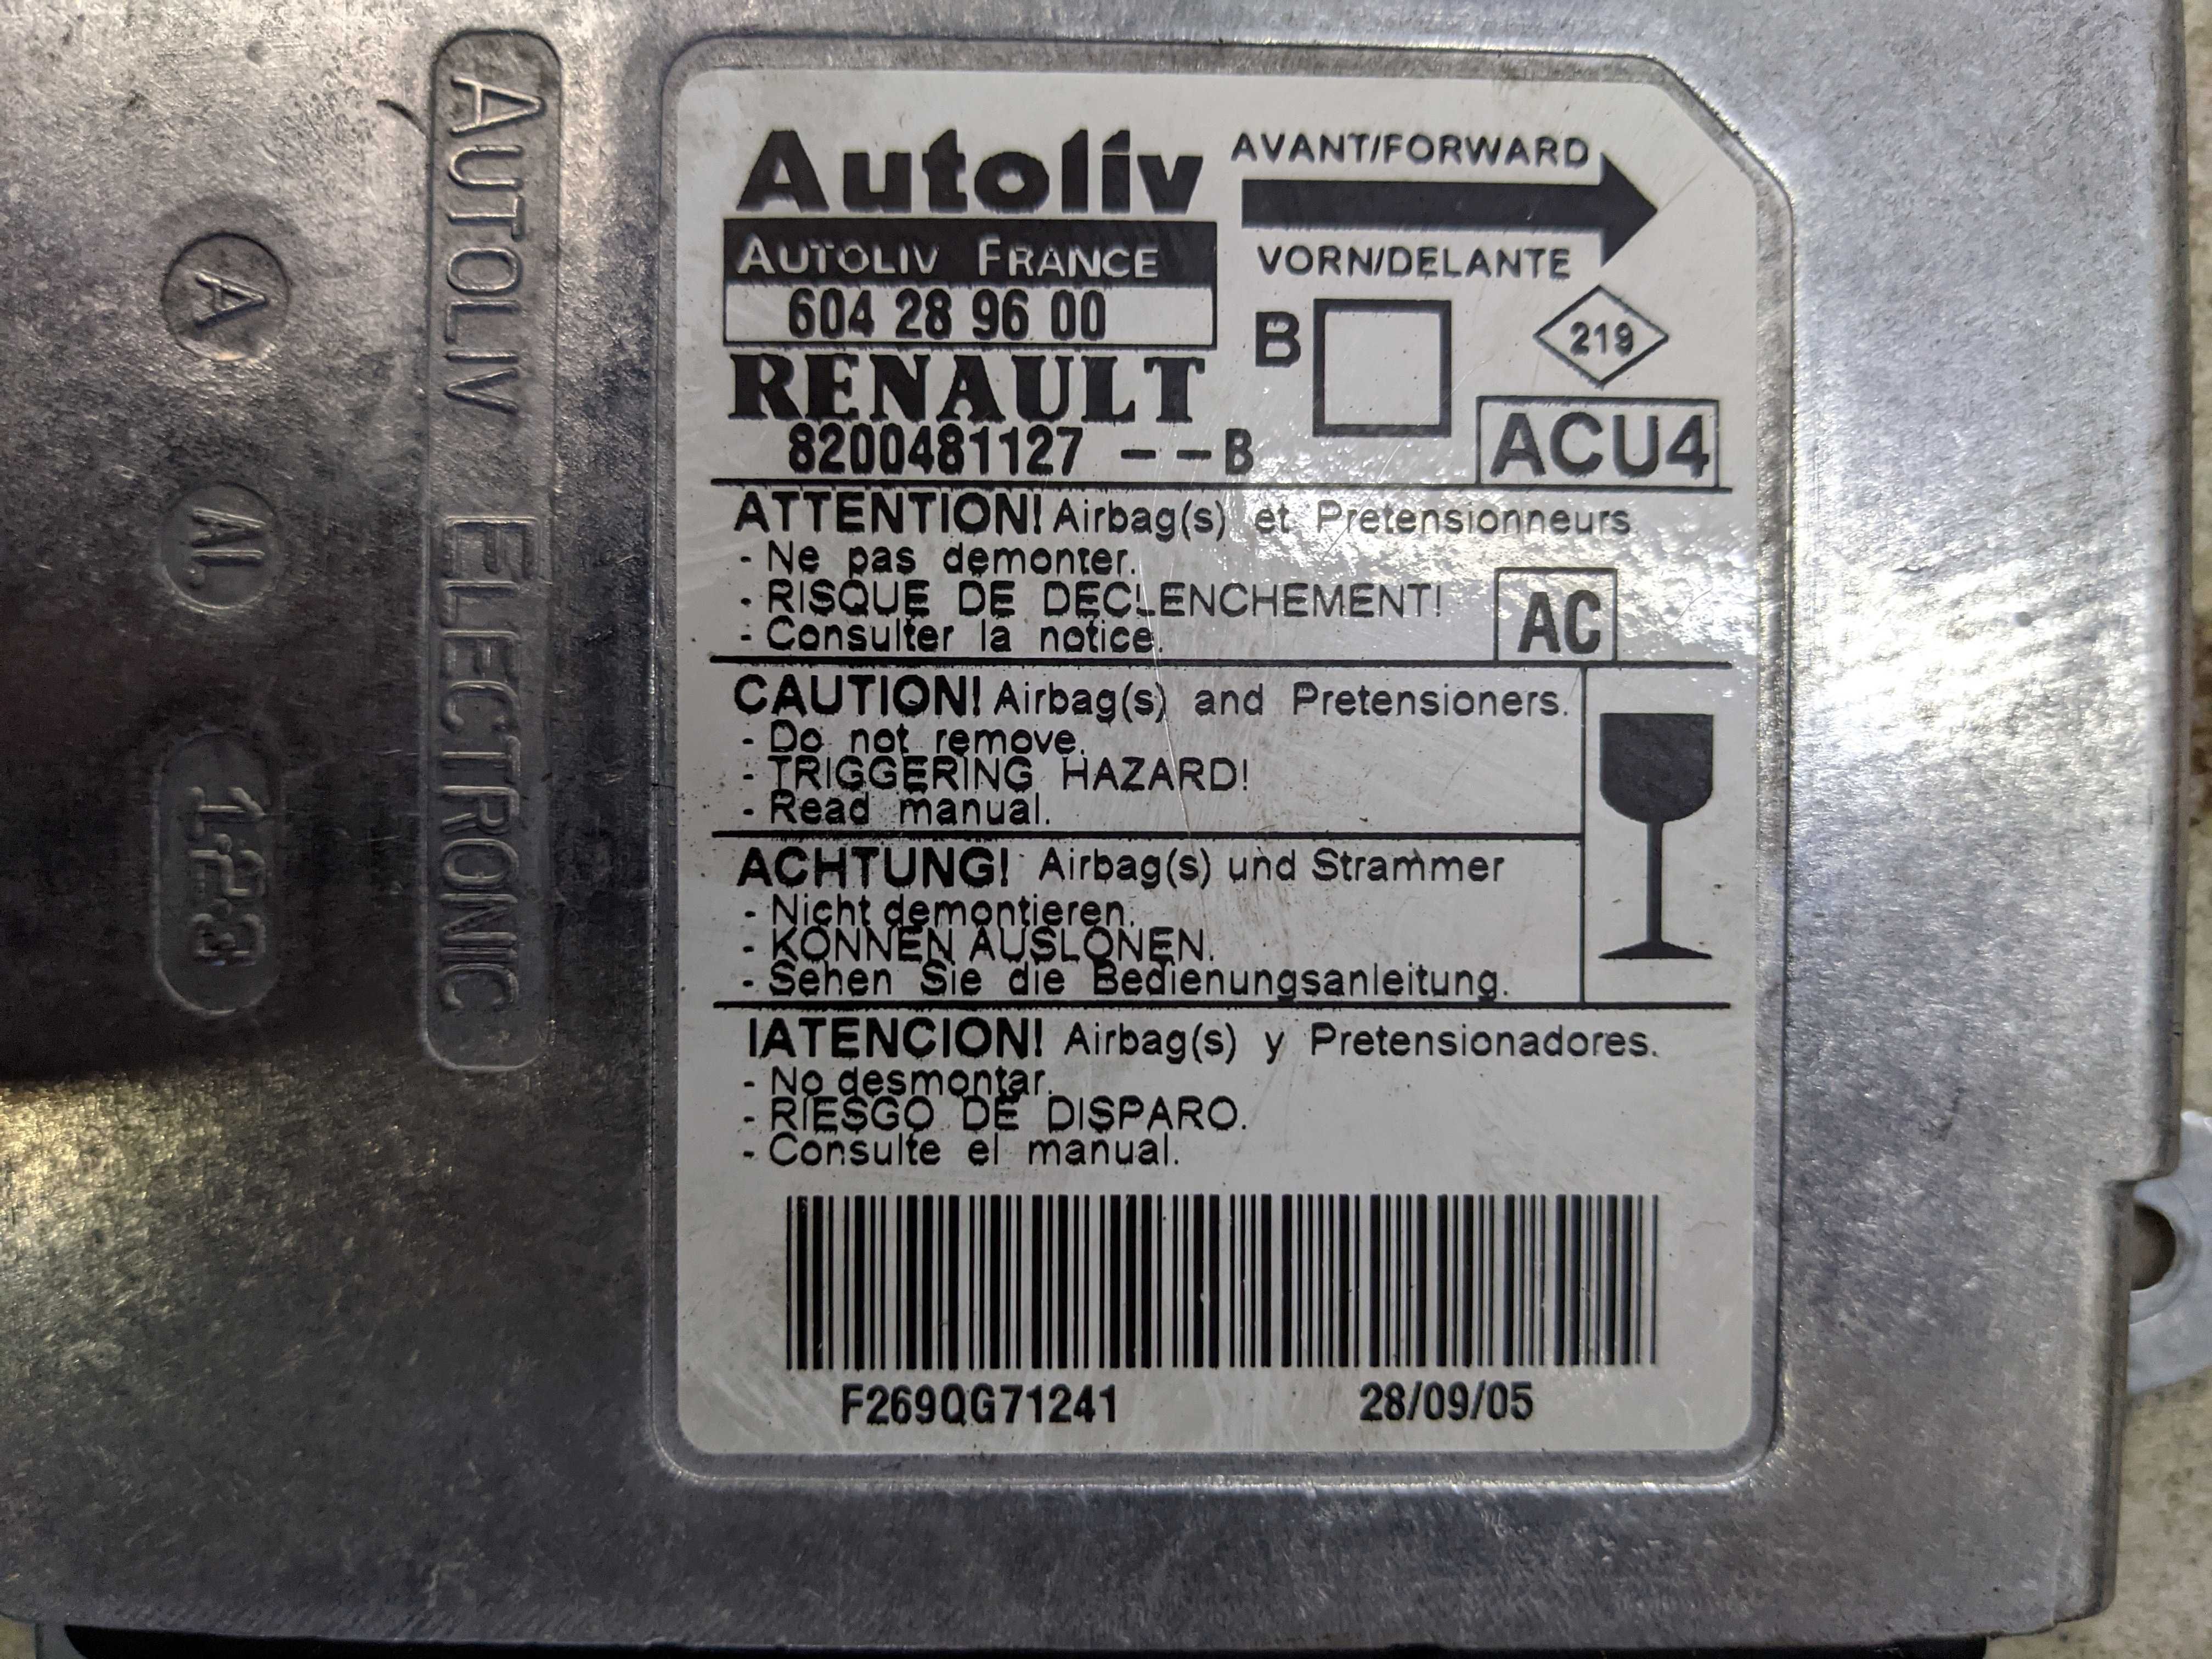 AUTOLIV ELECTRONIC
A
AL.
1-P3
Autoliv
AUTOLIV FRANCE
604 28 96 00
RENAULT
8200481127 --B
AVANT/FORWARD
VORN/DELANTE
B
219
ACU4
ATTENTION! Airbag(s) et Pretensionneurs
- Ne pas demonter.
- RISQUE DE DECLENCHEMENT!
- Consulter la notice.
AC
CAUTION! Airbag(s) and Pretensioners.
- Do not remove.
- TRIGGERING HAZARD!
- Read manual.
ACHTUNG! Airbag(s) und Strammer
- Nicht demontieren.
- KONNEN AUSLONEN.
- Sehen Sie die Bedienungsanleitung.
IATENCION! Airbag(s) y Pretensionadores.
- No desmontar.
- RIESGO DE DISPARO.
- Consulte el manual.
F269QG71241 28/09/05